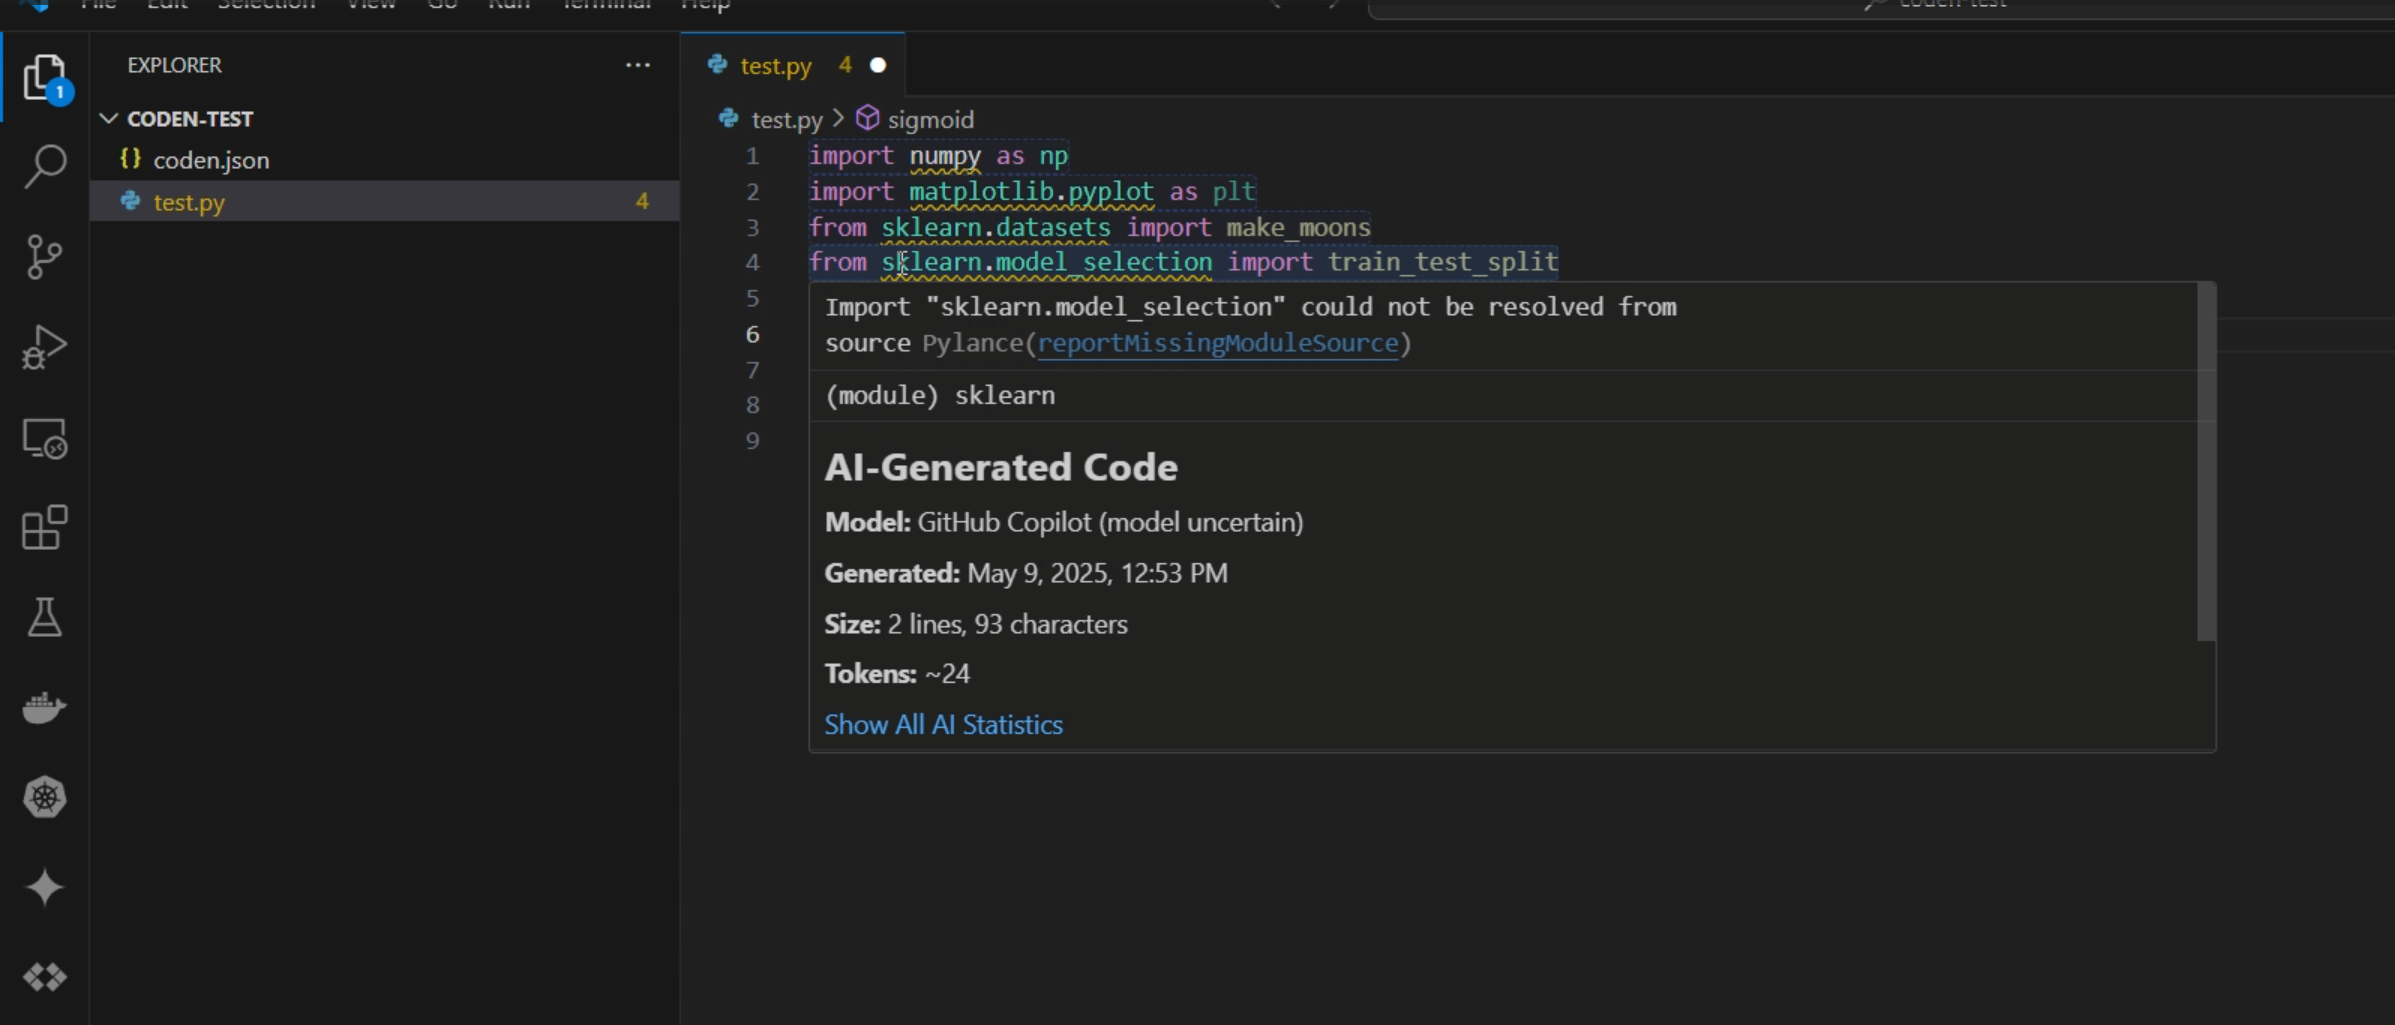 File Edit Selection View Go Run Terminal Help
coden-test
EXPLORER
1
CODEN-TEST
{} coden.json
test.py 4
test.py 4
test.py > sigmoid
1 import numpy as np
2 import matplotlib.pyplot as plt
3 from sklearn.datasets import make_moons
4 from sklearn.model_selection import train_test_split
5
6
7
8
9
Import "sklearn.model_selection" could not be resolved from
source Pylance(reportMissingModuleSource)
(module) sklearn
AI-Generated Code
Model: GitHub Copilot (model uncertain)
Generated: May 9, 2025, 12:53 PM
Size: 2 lines, 93 characters
Tokens: ~24
Show All AI Statistics